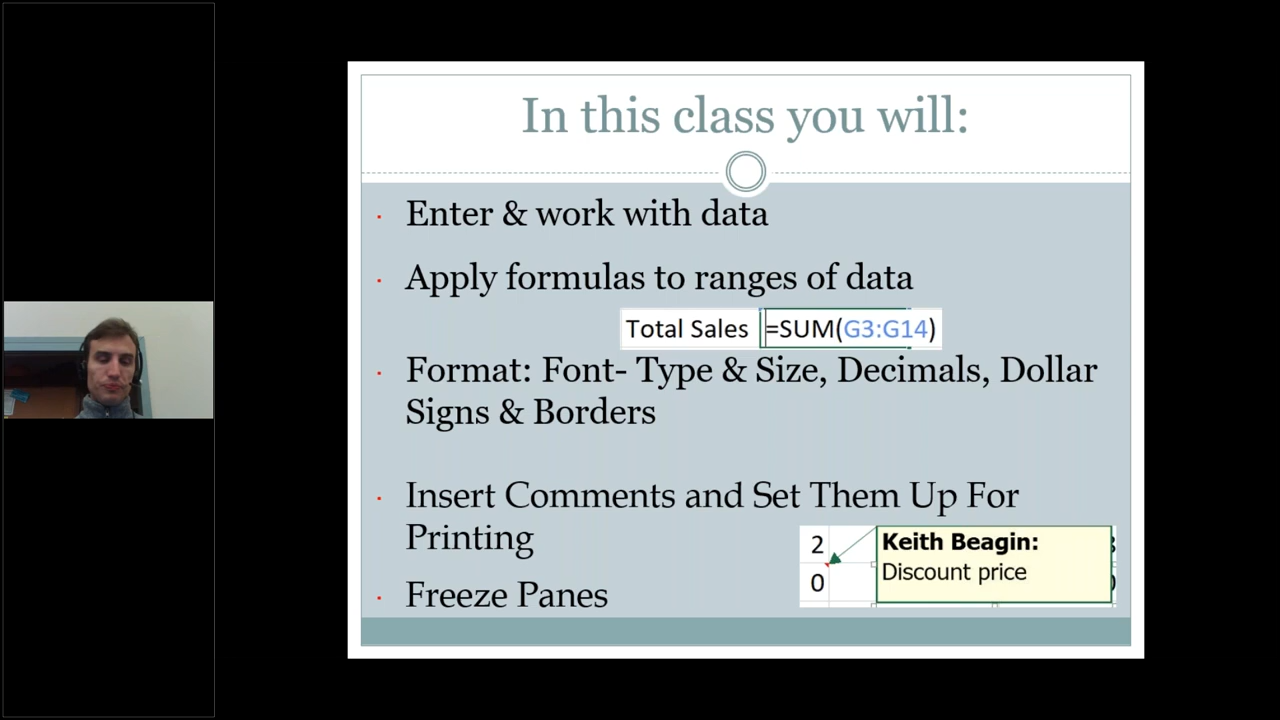 In this class you will:
· Enter & work with data
· Apply formulas to ranges of data
Total Sales =SUM(G3:G14)
· Format: Font- Type & Size, Decimals, Dollar
Signs & Borders
· Insert Comments and Set Them Up For
Printing
2 Keith Beagin:
0 Discount price
· Freeze Panes